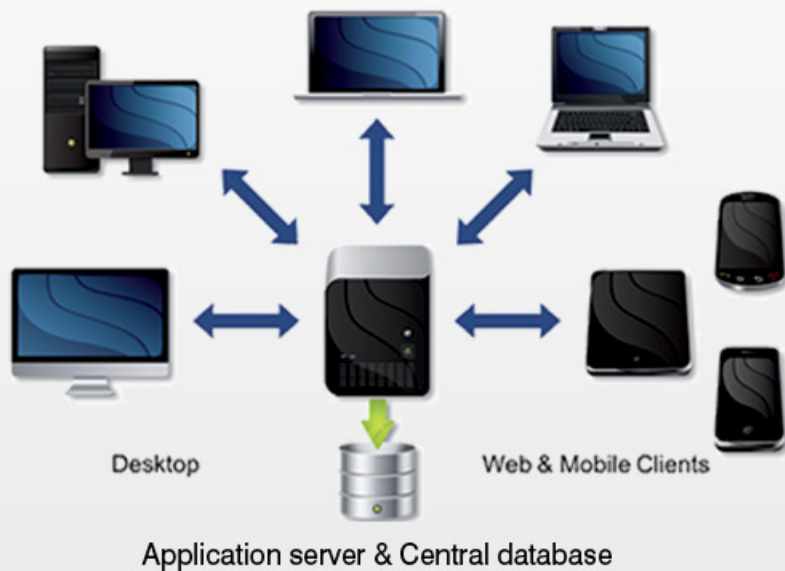 Desktop
Web & Mobile Clients
Application server & Central database